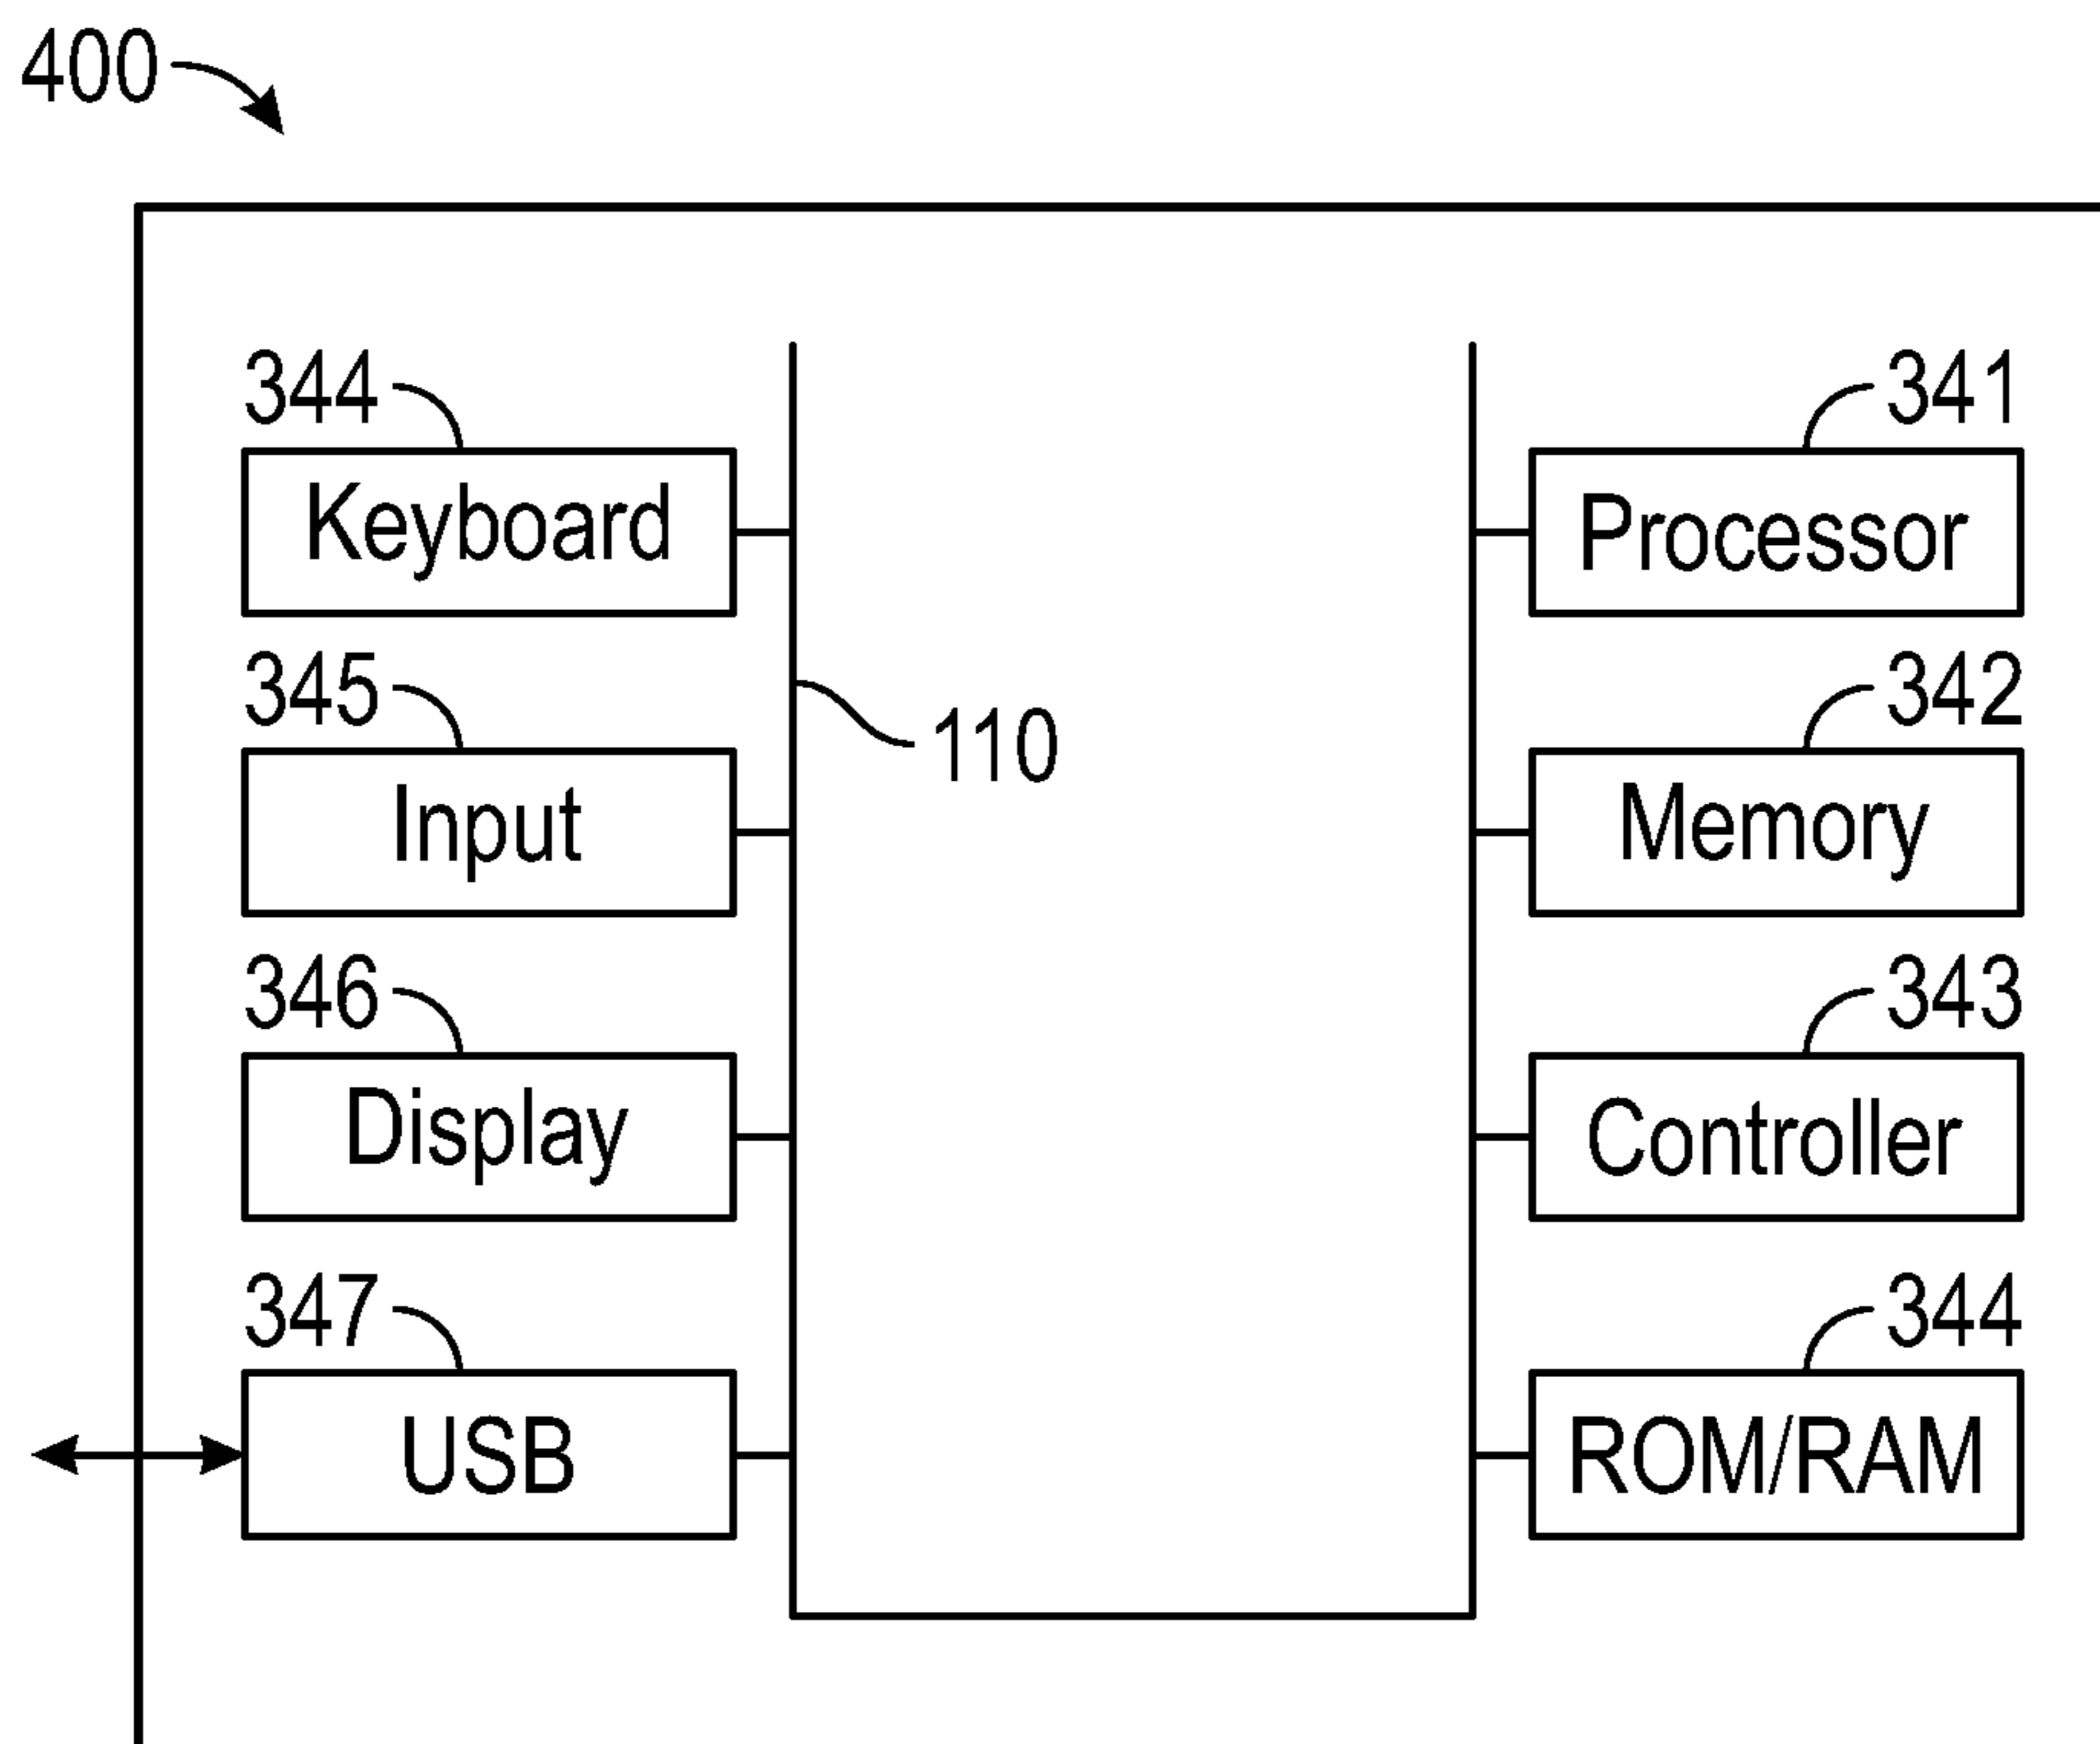 400
344
341
Keyboard
Processor
345
342
110
Input
Memory
346
343
Display
Controller
347
344
USB
ROM/RAM